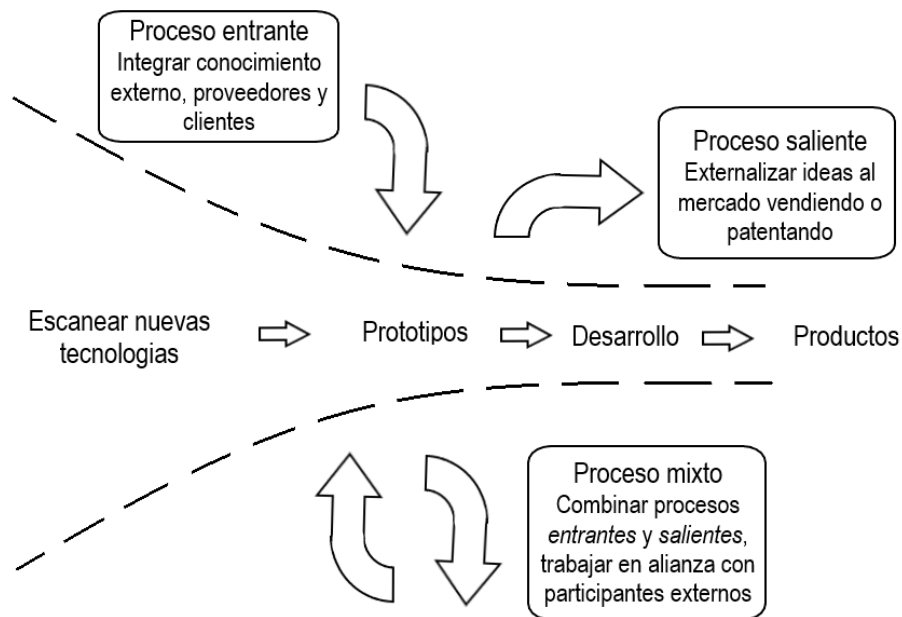 Proceso entrante
Integrar conocimiento
externo, proveedores y
clientes
Proceso saliente
Externalizar ideas al
mercado vendiendo o
patentando
Escanear nuevas
tecnologias
Prototipos
Desarrollo
Productos
Proceso mixto
Combinar procesos
entrantes y salientes,
trabajar en alianza con
participantes externos